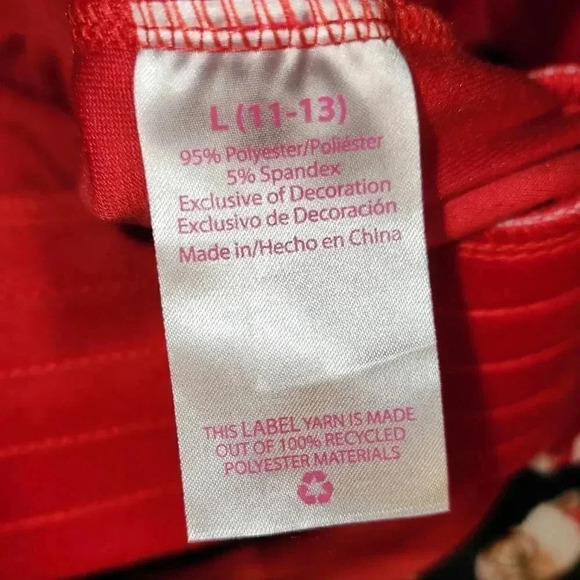 L (11-13)
95% Polyester/Poliéster
5% Spandex
Exclusive of Decoration
Exclusivo de Decoración
Made in/Hecho en China
THIS LABEL YARN IS MADE
OUT OF 100% RECYCLED
POLYESTER MATERIALS